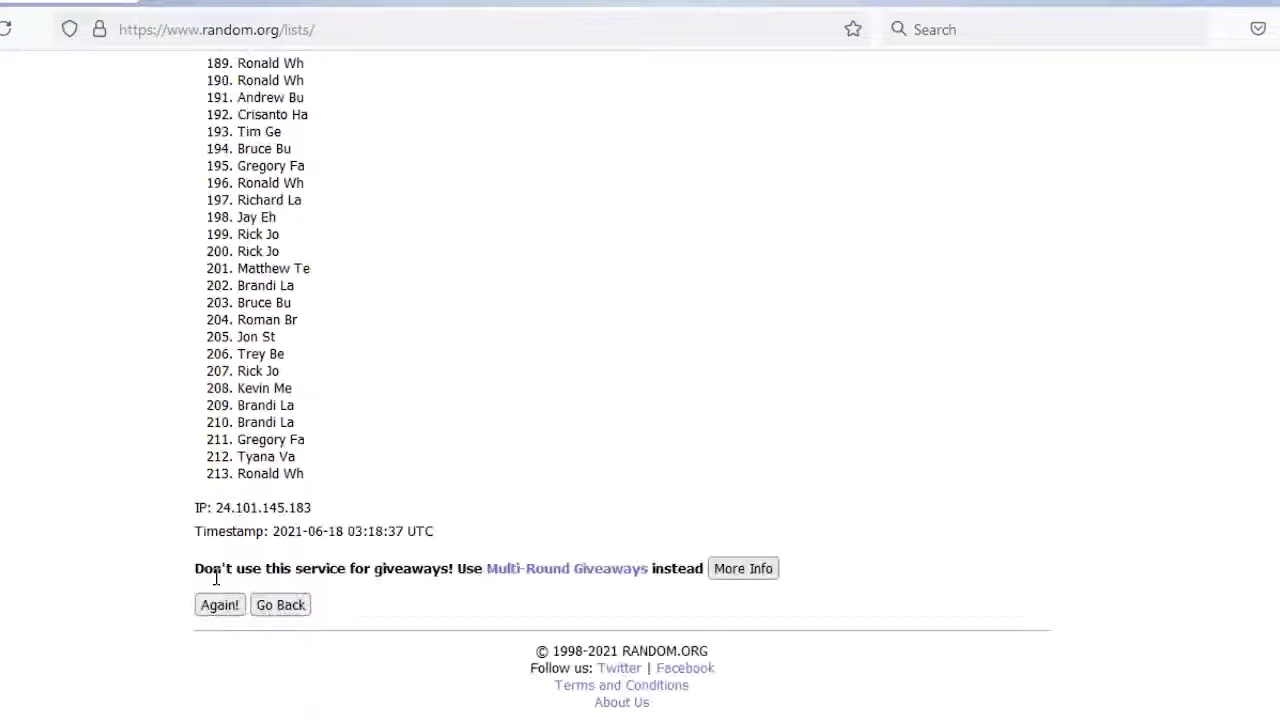 https://www.random.org/lists/
Search
189. Ronald Wh
190. Ronald Wh
191. Andrew Bu
192. Crisanto Ha
193. Tim Ge
194. Bruce Bu
195. Gregory Fa
196. Ronald Wh
197. Richard La
198. Jay Eh
199. Rick Jo
200. Rick Jo
201. Matthew Te
202. Brandi La
203. Bruce Bu
204. Roman Br
205. Jon St
206. Trey Be
207. Rick Jo
208. Kevin Me
209. Brandi La
210. Brandi La
211. Gregory Fa
212. Tyana Va
213. Ronald Wh
IP: 24.101.145.183
Timestamp: 2021-06-18 03:18:37 UTC
Don't use this service for giveaways! Use Multi-Round Giveaways instead More Info
Again! Go Back
© 1998-2021 RANDOM.ORG
Follow us: Twitter | Facebook
Terms and Conditions
About Us